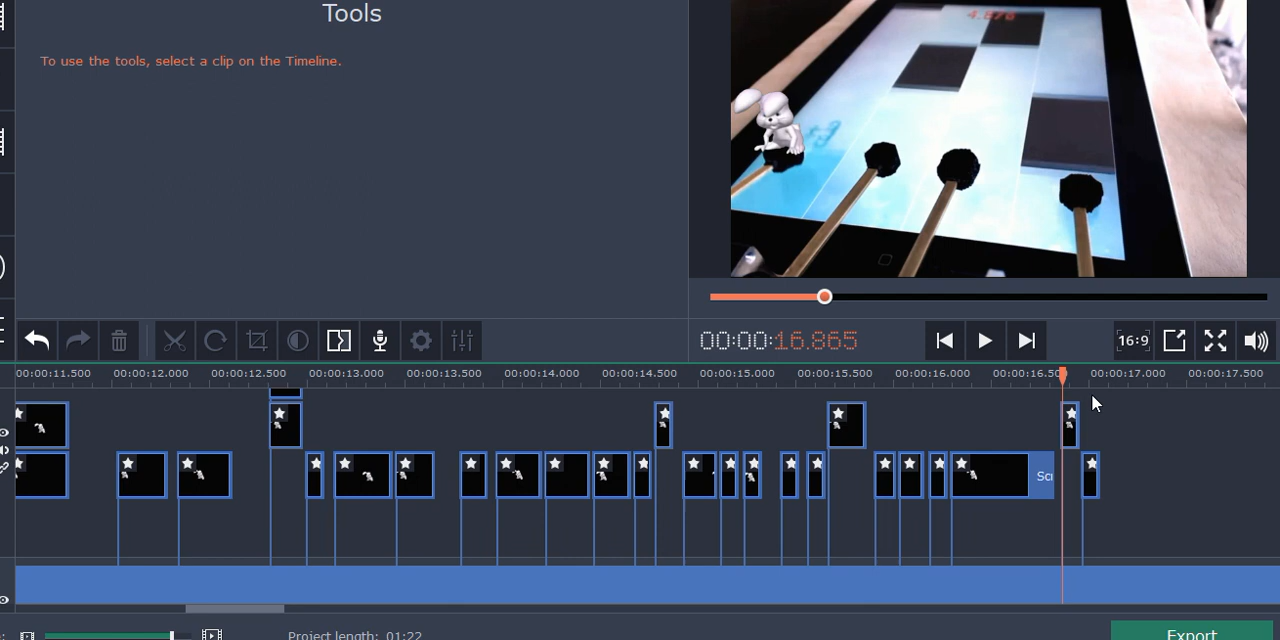 Tools
To use the tools, select a clip on the Timeline.
4.876
00:00:16.865
16:9
00:00:11.500 00:00:12.000 00:00:12.500 00:00:13.000 00:00:13.500 00:00:14.000 00:00:14.500 00:00:15.000 00:00:15.500 00:00:16.000 00:00:16.500 00:00:17.000 00:00:17.500
Project length: 01:22
Export